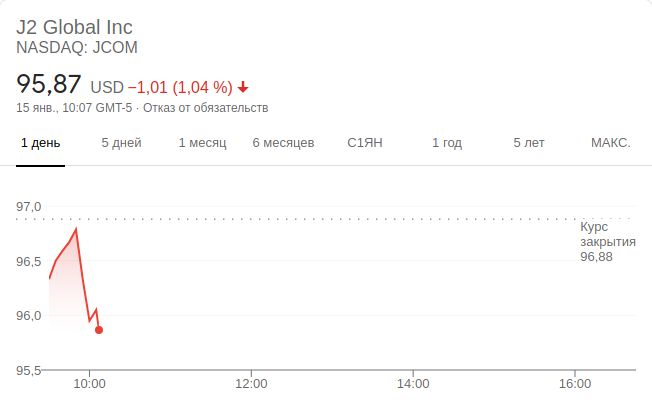 J2 Global Inc
NASDAQ: JCOM
95,87 USD −1,01 (1,04 %)
15 янв., 10:07 GMT-5 · Отказ от обязательств
1 день 5 дней 1 месяц 6 месяцев С1ЯН 1 год 5 лет МАКС.
97,0
Курс
закрытия
96,88
96,5
96,0
95,5
10:00 12:00 14:00 16:00